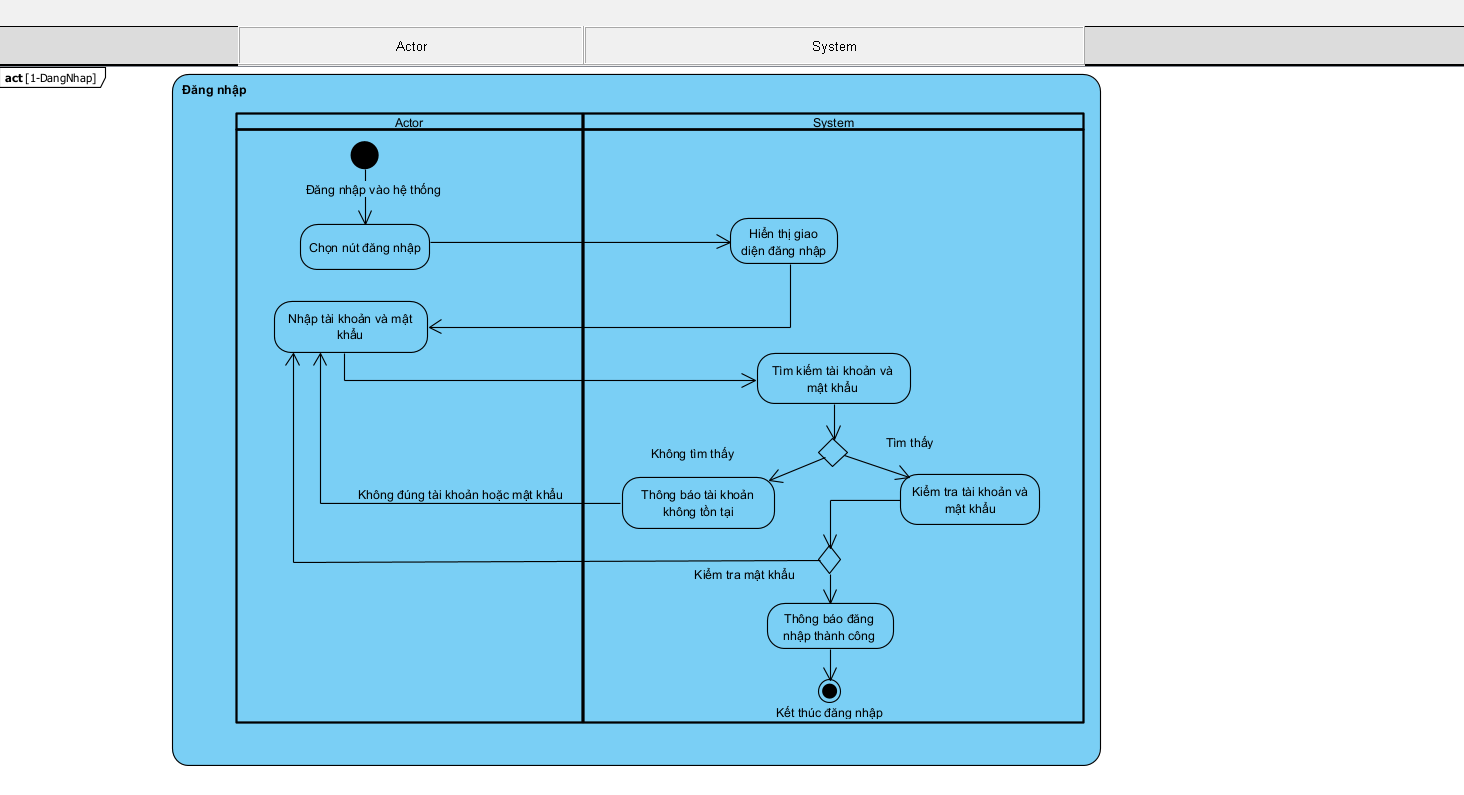 Actor
System
act [1-DangNhap]
Đăng nhập
Actor
System
Đăng nhập vào hệ thống
Chọn nút đăng nhập
Hiển thị giao
diện đăng nhập
Nhập tài khoản và mật
khẩu
Tìm kiếm tài khoản và
mật khẩu
Tìm thấy
Không tìm thấy
Thông báo tài khoản
không tồn tại
Kiểm tra tài khoản và
mật khẩu
Không đúng tài khoản hoặc mật khẩu
Kiểm tra mật khẩu
Thông báo đăng
nhập thành công
Kết thúc đăng nhập